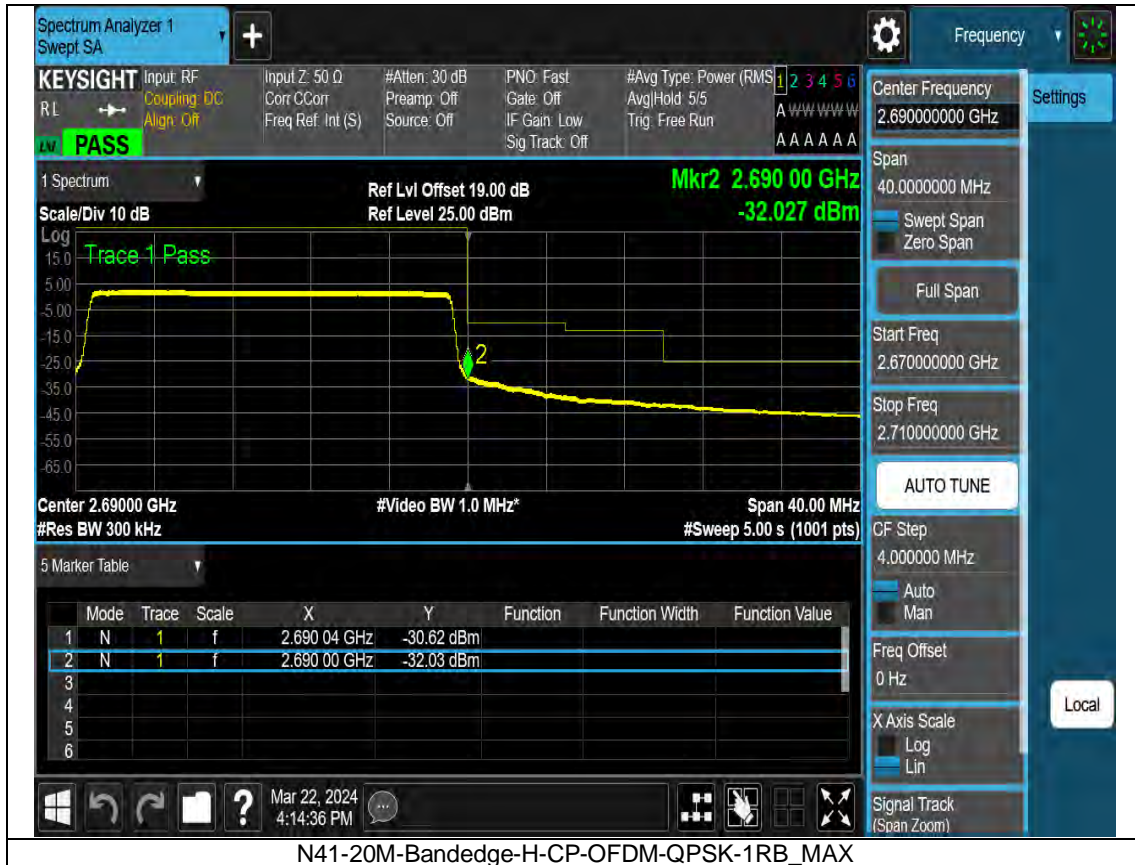 Spectrum Analyzer 1
Swept SA
+
Frequency
KEYSIGHT
RL
PASS
Input: RF
Coupling: DC
Align: Off
Input Z: 50 Ω
Corr CCorr
Freq Ref: Int (S)
#Atten: 30 dB
Preamp: Off
Source: Off
PNO: Fast
Gate: Off
IF Gain: Low
Sig Track: Off
#Avg Type: Power (RMS
Avg|Hold: 5/5
Trig: Free Run
1 2 3 4 5 6
A W W W W W
A A A A A A
1 Spectrum
Scale/Div 10 dB
Ref Lvl Offset 19.00 dB
Ref Level 25.00 dBm
Mkr2 2.690 00 GHz
-32.027 dBm
Log
Trace 1 Pass
15.0
5.00
-5.00
-15.0
-25.0
-35.0
-45.0
-55.0
-65.0
2
Center 2.69000 GHz
#Video BW 1.0 MHz*
Span 40.00 MHz
#Res BW 300 kHz
#Sweep 5.00 s (1001 pts)
5 Marker Table
Mode Trace Scale X Y Function Function Width Function Value
1 N 1 f 2.690 04 GHz -30.62 dBm
2 N 1 f 2.690 00 GHz -32.03 dBm
3
4
5
6
?
Mar 22, 2024
4:14:36 PM
Center Frequency
2.690000000 GHz
Settings
Span
40.0000000 MHz
Swept Span
Zero Span
Full Span
Start Freq
2.670000000 GHz
Stop Freq
2.710000000 GHz
AUTO TUNE
CF Step
4.000000 MHz
Auto
Man
Freq Offset
0 Hz
Local
X Axis Scale
Log
Lin
Signal Track
(Span Zoom)
N41-20M-Bandedge-H-CP-OFDM-QPSK-1RB_MAX